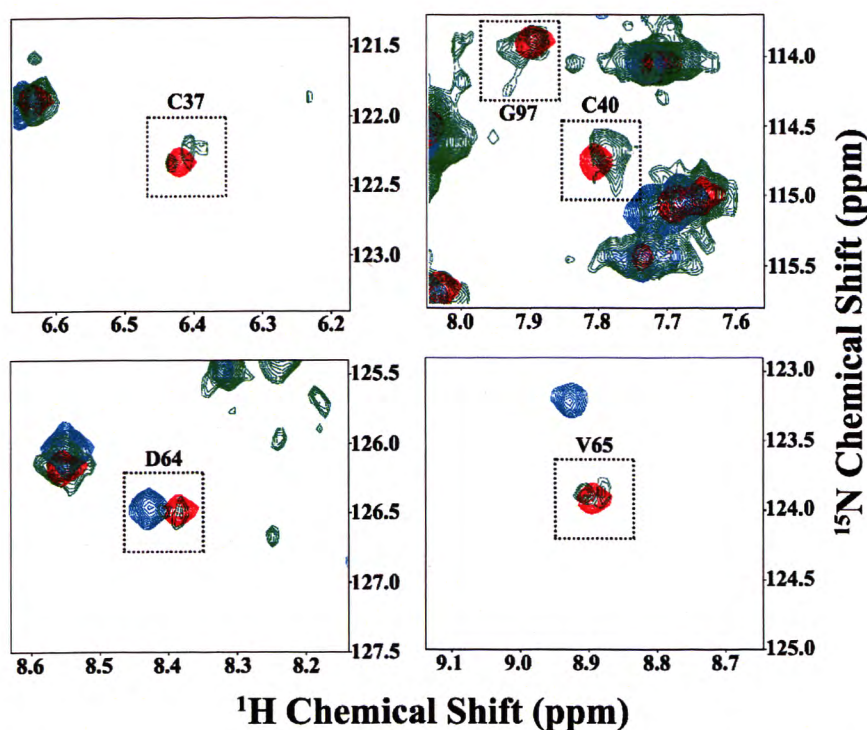 121.5
122.0
122.5
123.0
C37
6.6 6.5 6.4 6.3 6.2
114.0
114.5
115.0
115.5
G97
C40
8.0 7.9 7.8 7.7 7.6
125.5
126.0
126.5
127.0
127.5
D64
8.6 8.5 8.4 8.3 8.2
123.0
123.5
124.0
124.5
125.0
V65
9.1 9.0 8.9 8.8 8.7
15N Chemical Shift (ppm)
1H Chemical Shift (ppm)